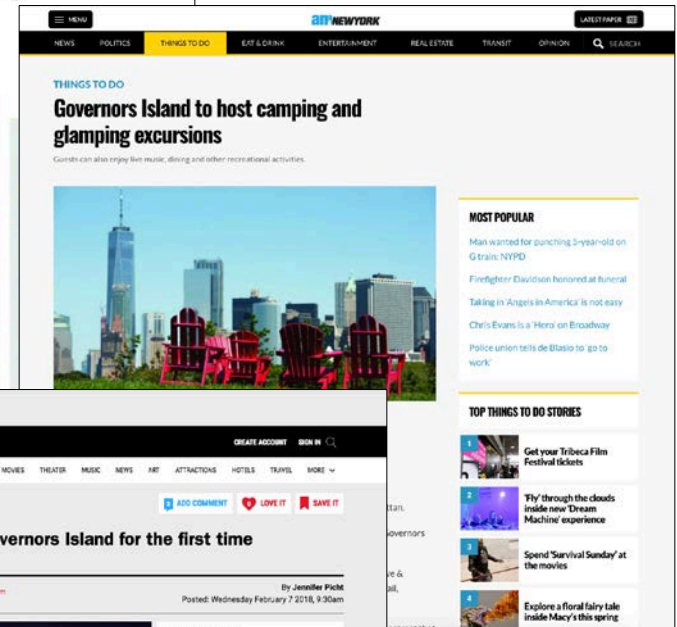 MENU
amNEWYORK
LATEST PAPER
NEWS POLITICS THINGS TO DO EAT & DRINK ENTERTAINMENT REAL ESTATE TRANSIT OPINION SEARCH
THINGS TO DO
Governors Island to host camping and
glamping excursions
Guests can also enjoy live music, dining and other recreational activities.
MOST POPULAR
Man wanted for punching 5-year-old on
G train: NYPD
Firefighter Davidson honored at funeral
Taking in 'Angels in America' is not easy
Chris Evans is a 'Hero' on Broadway
Police union tells de Blasio to 'go to
work'
TOP THINGS TO DO STORIES
1
Get your Tribeca Film
Festival tickets
2
'Fly' through the clouds
inside new 'Dream
Machine' experience
3
Spend 'Survival Sunday' at
the movies
4
Explore a floral fairy tale
inside Macy's this spring
CREATE ACCOUNT SIGN IN
MOVIES THEATER MUSIC NEWS ART ATTRACTIONS HOTELS TRAVEL MORE
ADD COMMENT LOVE IT SAVE IT
vernors Island for the first time
By Jennifer Picht
Posted: Wednesday February 7 2018, 9:30am
ttan.
Governors
ve &
ail,